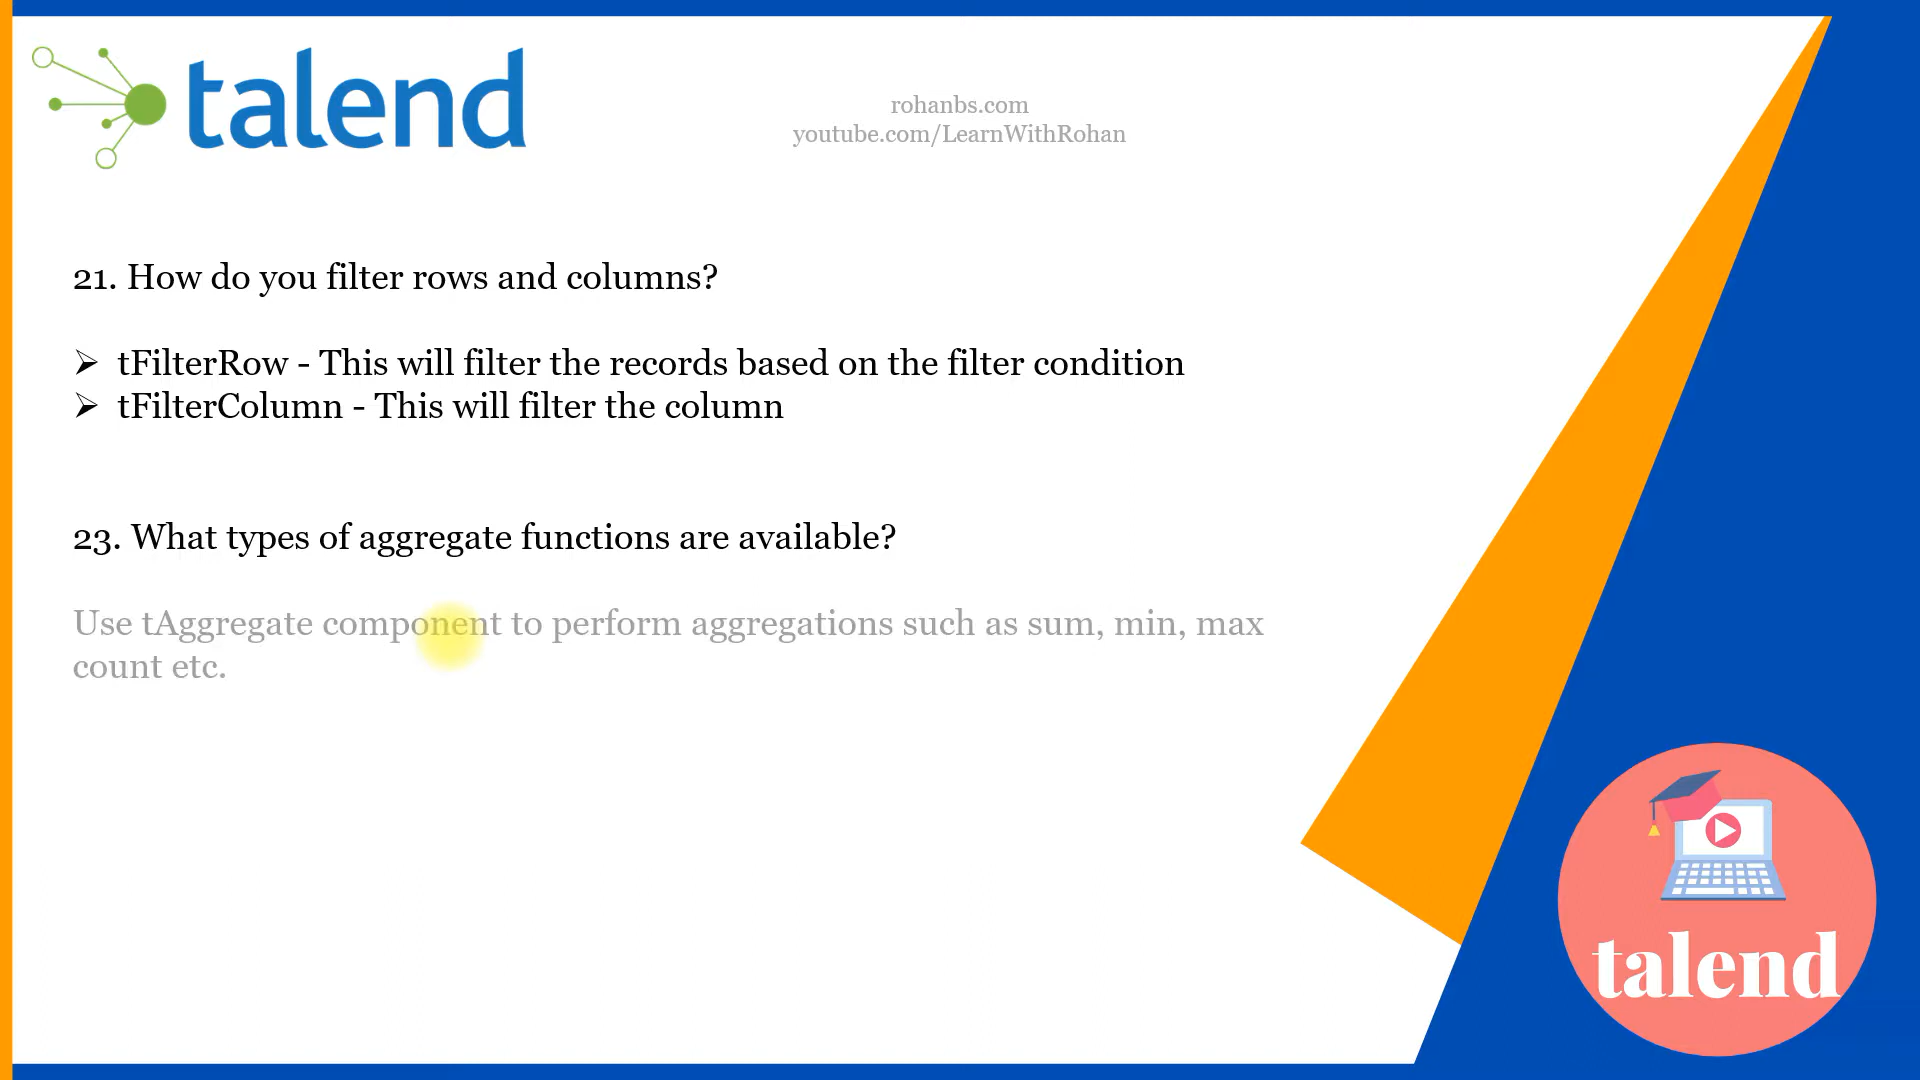 talend
rohanbs.com
youtube.com/LearnWithRohan
21. How do you filter rows and columns?
➢ tFilterRow - This will filter the records based on the filter condition
➢ tFilterColumn - This will filter the column
23. What types of aggregate functions are available?
Use tAggregate component to perform aggregations such as sum, min, max
count etc.
talend